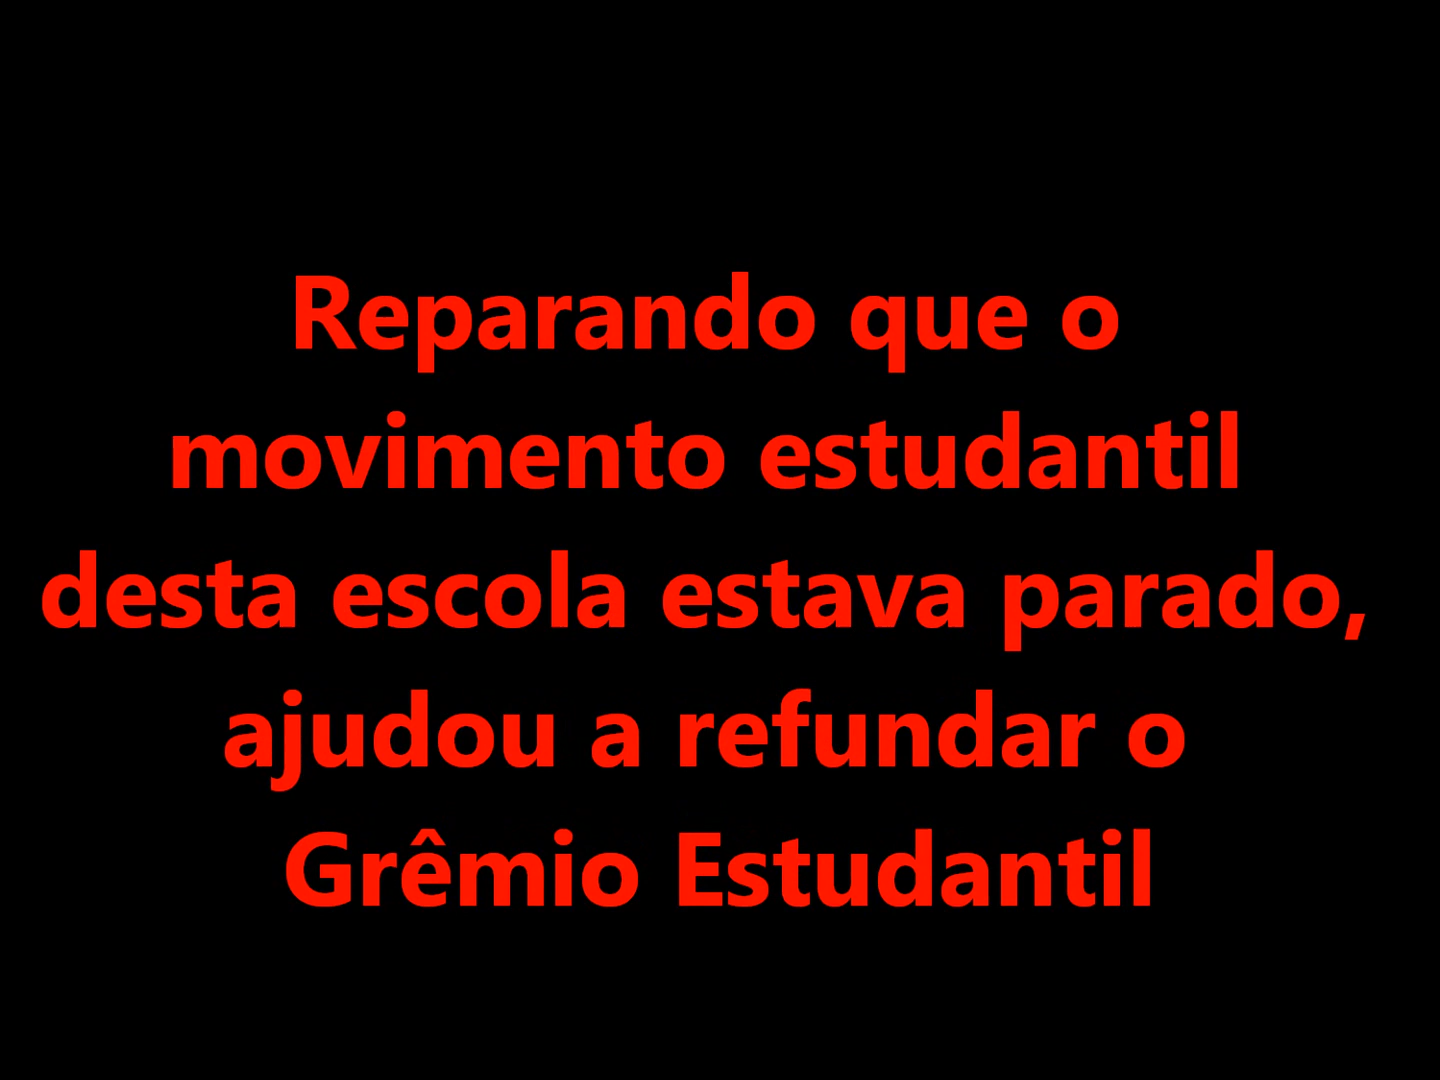 Reparando que o
movimento estudantil
desta escola estava parado,
ajudou a refundar o
Grêmio Estudantil